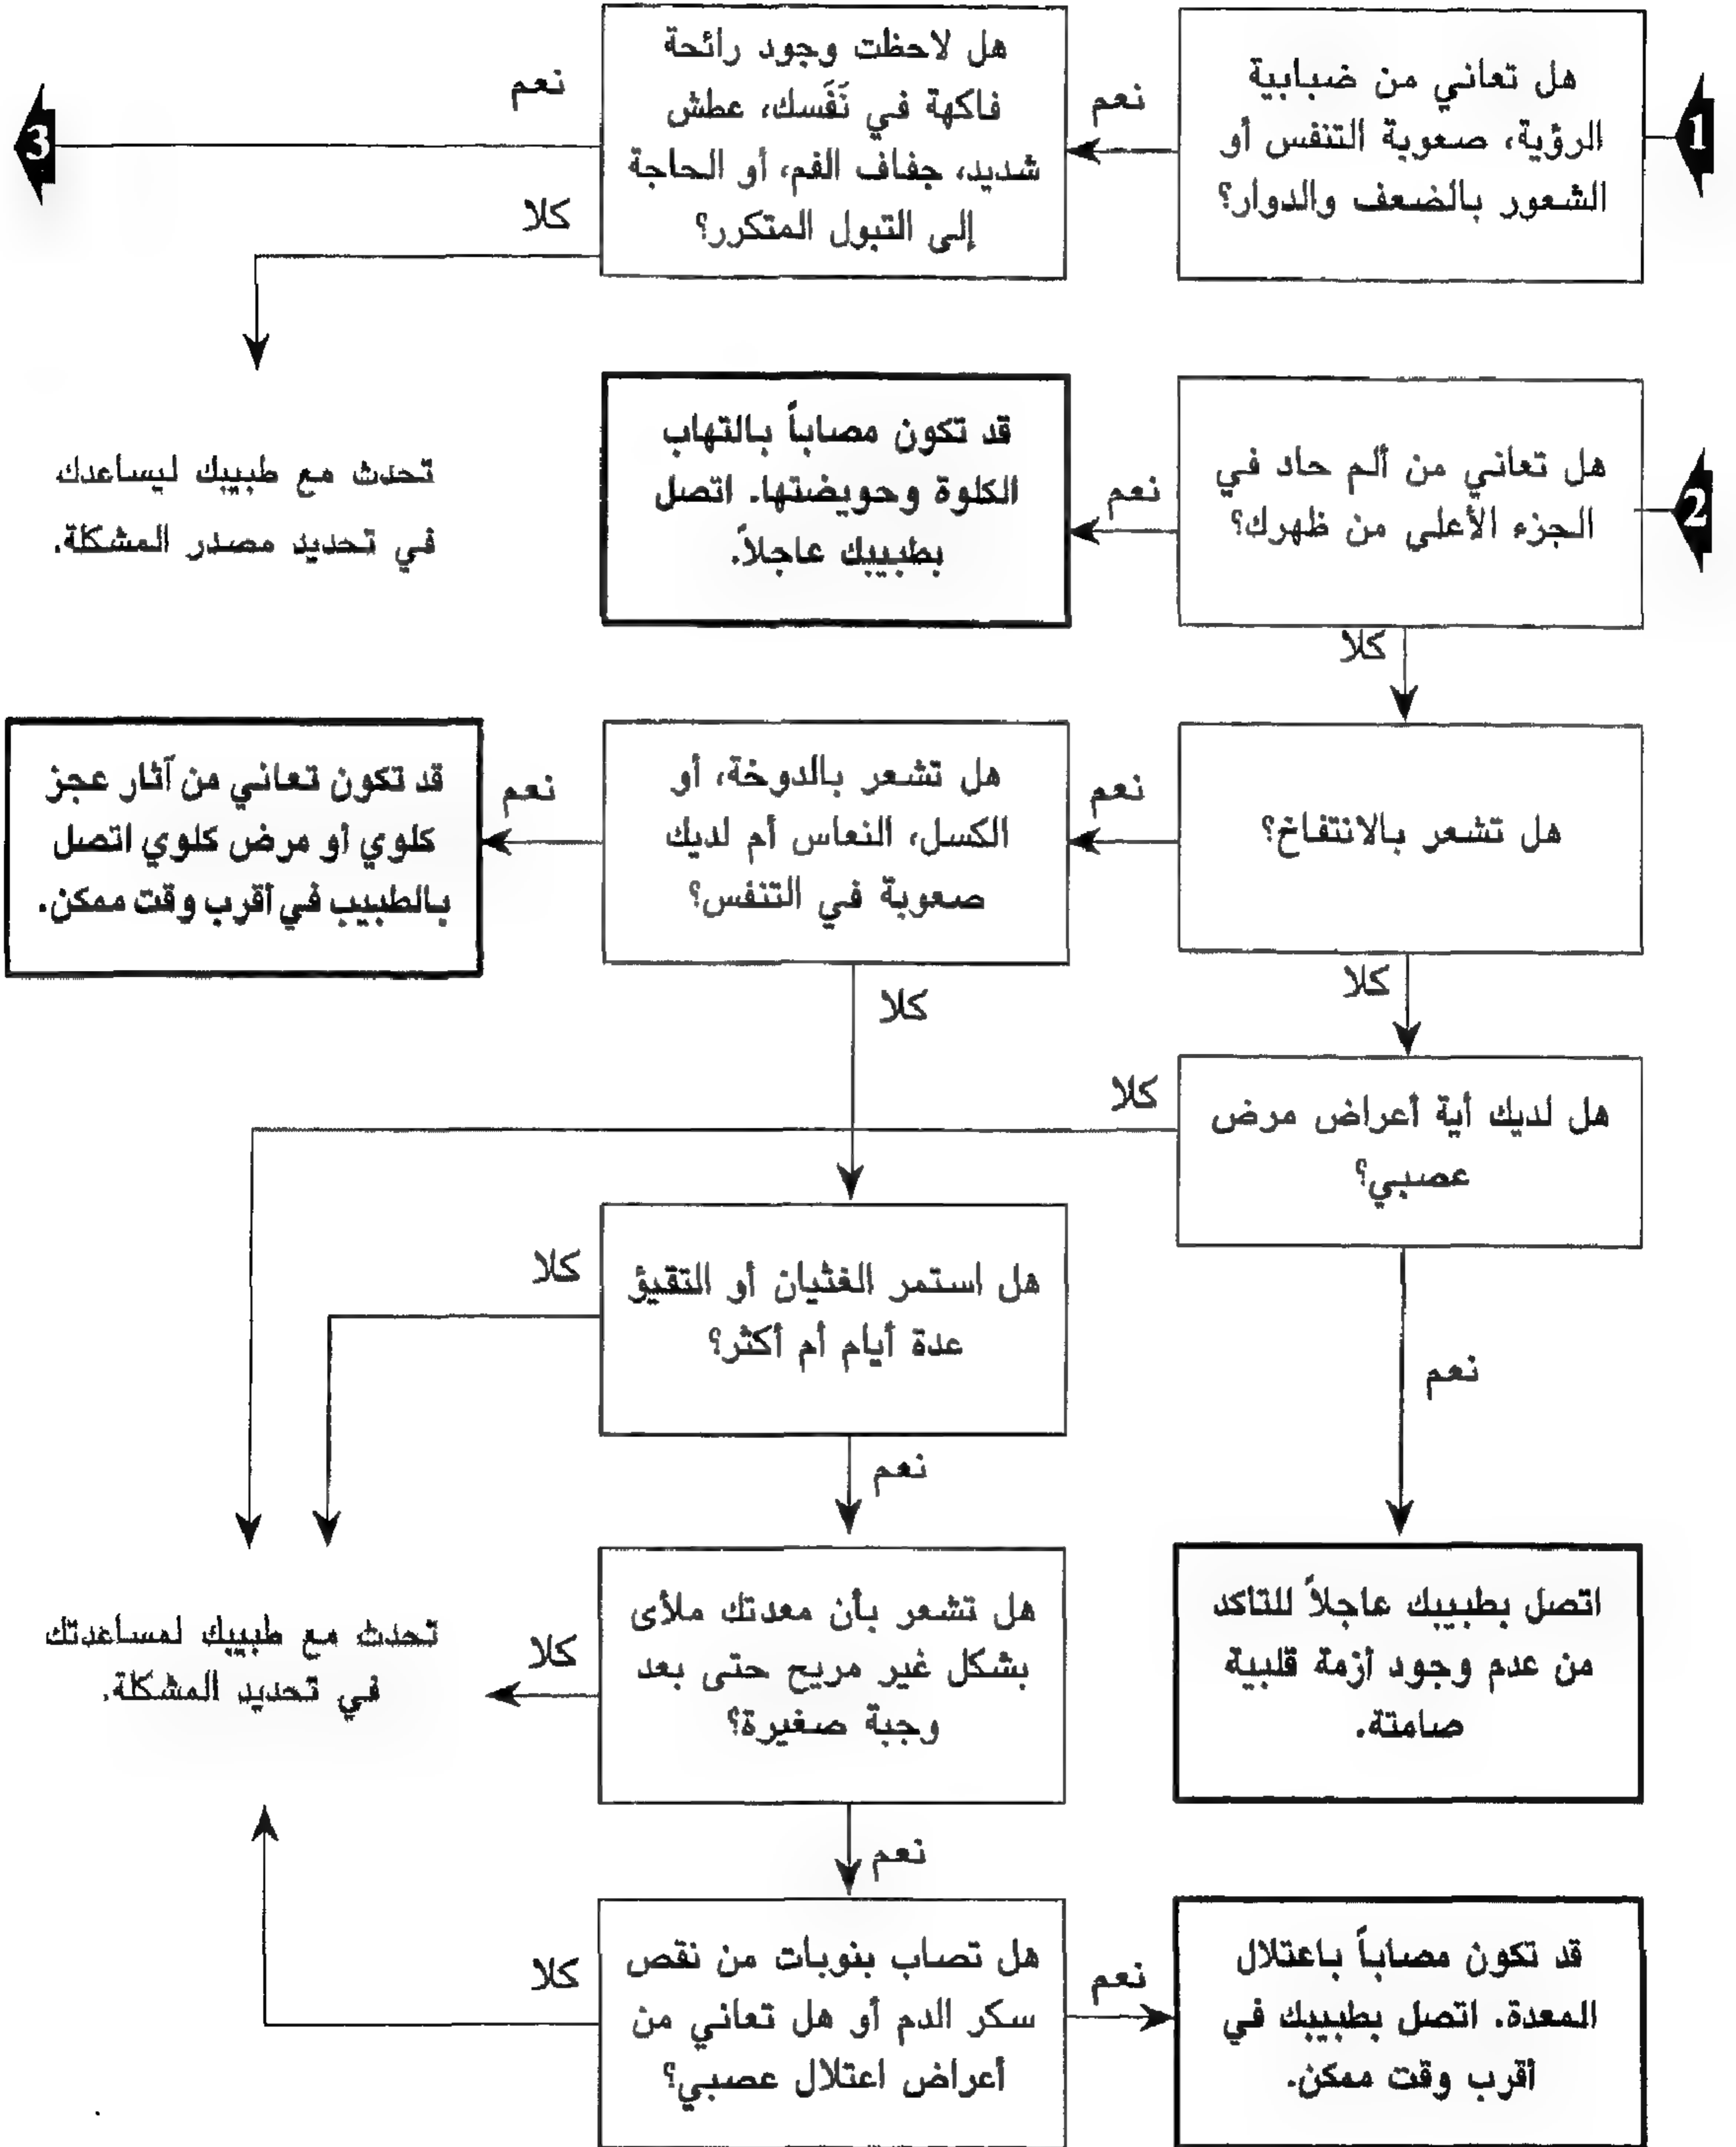 1
هل تعاني من ضبابية
الرؤية، صعوبة التنفس أو
الشعور بالضعف والدوار؟
نعم
هل لاحظت وجود رائحة
فاكهة في نَفَسك، عطش
شديد، جفاف الفم، أو الحاجة
إلى التبول المتكرر؟
نعم
3
كلا
تحدث مع طبيبك ليساعدك
في تحديد مصدر المشكلة.
2
هل تعاني من ألم حاد في
الجزء الأعلى من ظهرك؟
نعم
قد تكون مصاباً بالتهاب
الكلوة وحويضتها. اتصل
بطبيبك عاجلاً.
كلا
هل تشعر بالانتفاخ؟
نعم
هل تشعر بالدوخة، أو
الكسل، النعاس أم لديك
صعوبة في التنفس؟
نعم
قد تكون تعاني من آثار عجز
كلوي أو مرض كلوي اتصل
بالطبيب في أقرب وقت ممكن.
كلا
كلا
هل لديك أية أعراض مرض
عصبي؟
كلا
نعم
هل استمر الغثيان أو التقيؤ
عدة أيام أم أكثر؟
كلا
نعم
اتصل بطبيبك عاجلاً للتأكد
من عدم وجود أزمة قلبية
صامتة.
هل تشعر بأن معدتك ملأى
بشكل غير مريح حتى بعد
وجبة صغيرة؟
كلا
تحدث مع طبيبك لمساعدتك
في تحديد المشكلة.
نعم
هل تصاب بنوبات من نقص
سكر الدم أو هل تعاني من
أعراض اعتلال عصبي؟
كلا
نعم
قد تكون مصاباً باعتلال
المعدة. اتصل بطبيبك في
أقرب وقت ممكن.